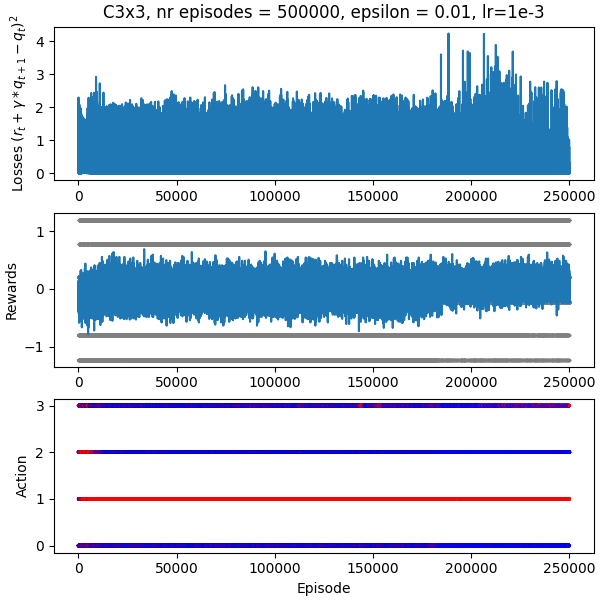 C3x3, nr episodes = 500000, epsilon = 0.01, lr=1e-3
Losses $(r_t + \gamma * q_{t+1} - q_t)^2$
4
3
2
1
0
0 50000 100000 150000 200000 250000
Rewards
1
0
−1
0 50000 100000 150000 200000 250000
Action
3
2
1
0
0 50000 100000 150000 200000 250000
Episode